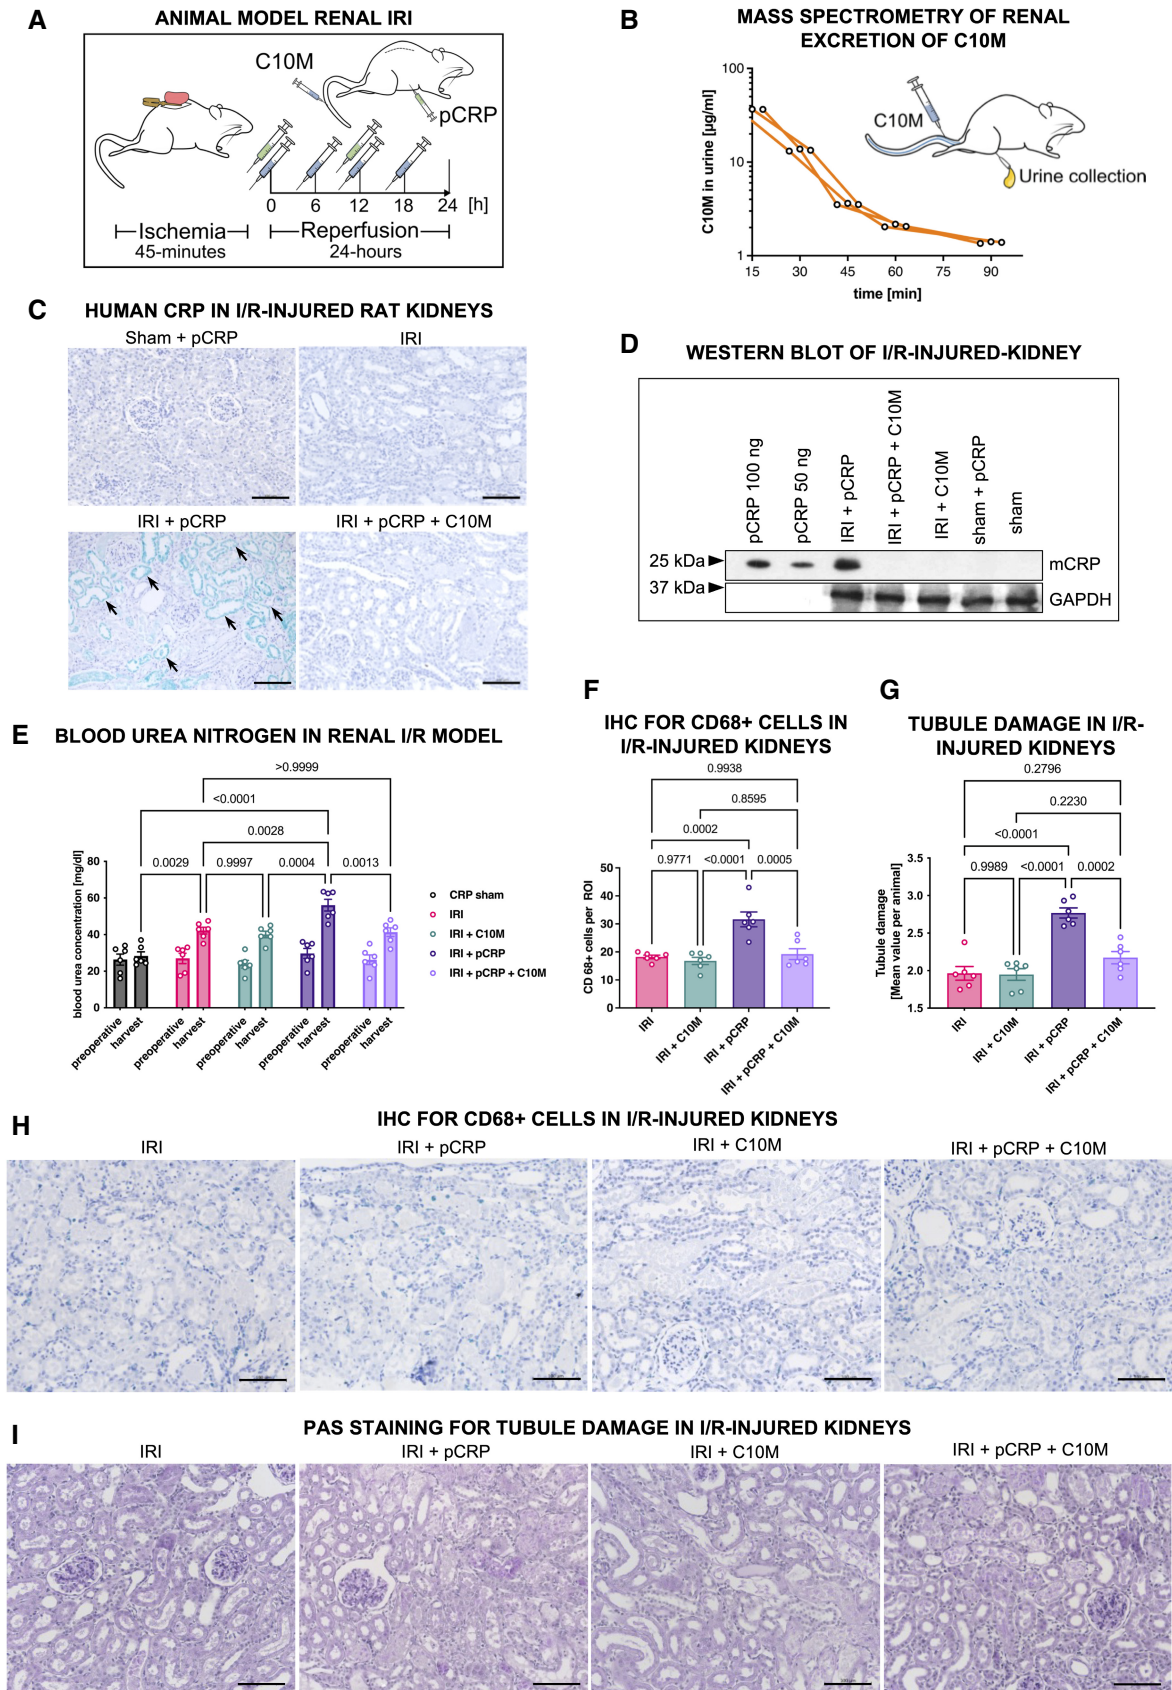 A
ANIMAL MODEL RENAL IRI
C10M
pCRP
0 6 12 18 24 [h]
Ischemia
45-minutes
Reperfusion
24-hours
B
MASS SPECTROMETRY OF RENAL
EXCRETION OF C10M
C10M in urine [µg/ml]
100
10
1
15 30 45 60 75 90
time [min]
C10M
Urine collection
C
HUMAN CRP IN I/R-INJURED RAT KIDNEYS
Sham + pCRP
IRI
IRI + pCRP
IRI + pCRP + C10M
D
WESTERN BLOT OF I/R-INJURED-KIDNEY
pCRP 100 ng
pCRP 50 ng
IRI + pCRP
IRI + pCRP + C10M
IRI + C10M
sham + pCRP
sham
25 kDa
mCRP
37 kDa
GAPDH
E
BLOOD UREA NITROGEN IN RENAL I/R MODEL
>0.9999
<0.0001
0.0028
0.0029 0.9997 0.0004 0.0013
blood urea concentration [mg/dl]
80
60
40
20
0
preoperative
harvest
preoperative
harvest
preoperative
harvest
preoperative
harvest
preoperative
harvest
CRP sham
IRI
IRI + C10M
IRI + pCRP
IRI + pCRP + C10M
F
IHC FOR CD68+ CELLS IN
I/R-INJURED KIDNEYS
0.9938
0.8595
0.0002
0.9771 <0.0001 0.0005
CD 68+ cells per ROI
50
40
30
20
10
0
IRI
IRI + C10M
IRI + pCRP
IRI + pCRP + C10M
G
TUBULE DAMAGE IN I/R-
INJURED KIDNEYS
0.2796
0.2230
<0.0001
0.9989 <0.0001 0.0002
Tubule damage
[Mean value per animal]
3.5
3.0
2.5
2.0
1.5
IRI
IRI + C10M
IRI + pCRP
IRI + pCRP + C10M
H
IHC FOR CD68+ CELLS IN I/R-INJURED KIDNEYS
IRI
IRI + pCRP
IRI + C10M
IRI + pCRP + C10M
I
PAS STAINING FOR TUBULE DAMAGE IN I/R-INJURED KIDNEYS
IRI
IRI + pCRP
IRI + C10M
IRI + pCRP + C10M